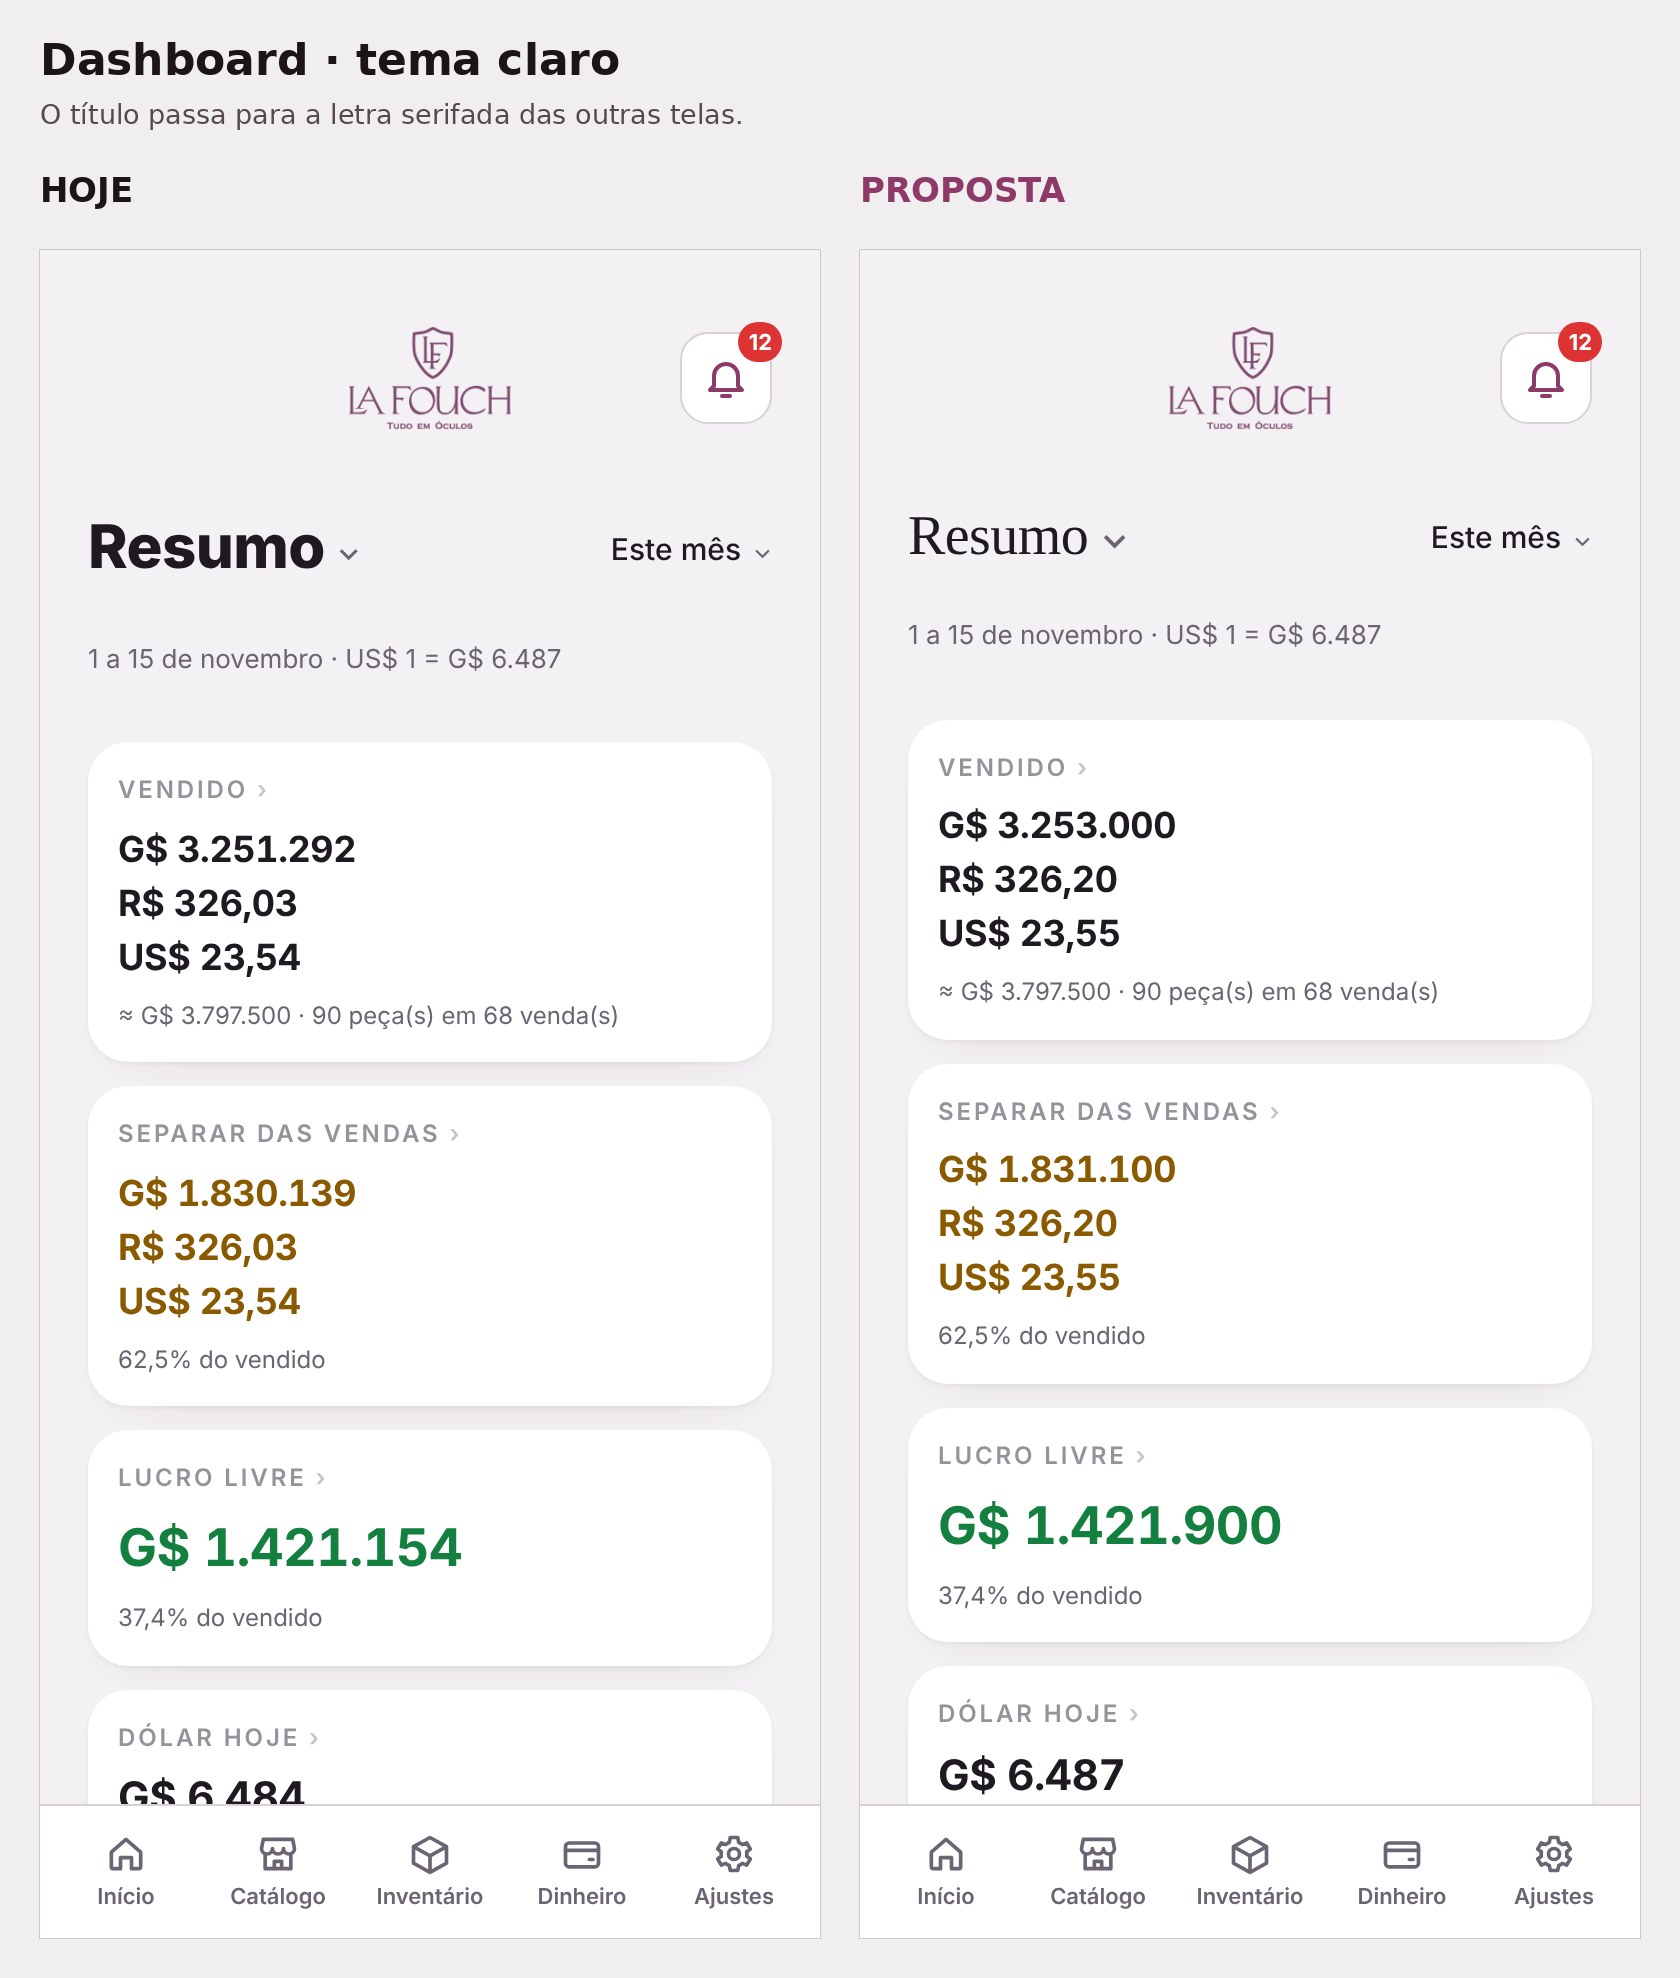 Dashboard · tema claro
O título passa para a letra serifada das outras telas.
HOJE
LF
LA FOUCH
TUDO EM ÓCULOS
12
Resumo
Este mês
1 a 15 de novembro · US$ 1 = G$ 6.487
VENDIDO ›
G$ 3.251.292
R$ 326,03
US$ 23,54
≈ G$ 3.797.500 · 90 peça(s) em 68 venda(s)
SEPARAR DAS VENDAS ›
G$ 1.830.139
R$ 326,03
US$ 23,54
62,5% do vendido
LUCRO LIVRE ›
G$ 1.421.154
37,4% do vendido
DÓLAR HOJE ›
G$ 6.484
Início
Catálogo
Inventário
Dinheiro
Ajustes
PROPOSTA
LF
LA FOUCH
TUDO EM ÓCULOS
12
Resumo
Este mês
1 a 15 de novembro · US$ 1 = G$ 6.487
VENDIDO ›
G$ 3.253.000
R$ 326,20
US$ 23,55
≈ G$ 3.797.500 · 90 peça(s) em 68 venda(s)
SEPARAR DAS VENDAS ›
G$ 1.831.100
R$ 326,20
US$ 23,55
62,5% do vendido
LUCRO LIVRE ›
G$ 1.421.900
37,4% do vendido
DÓLAR HOJE ›
G$ 6.487
Início
Catálogo
Inventário
Dinheiro
Ajustes